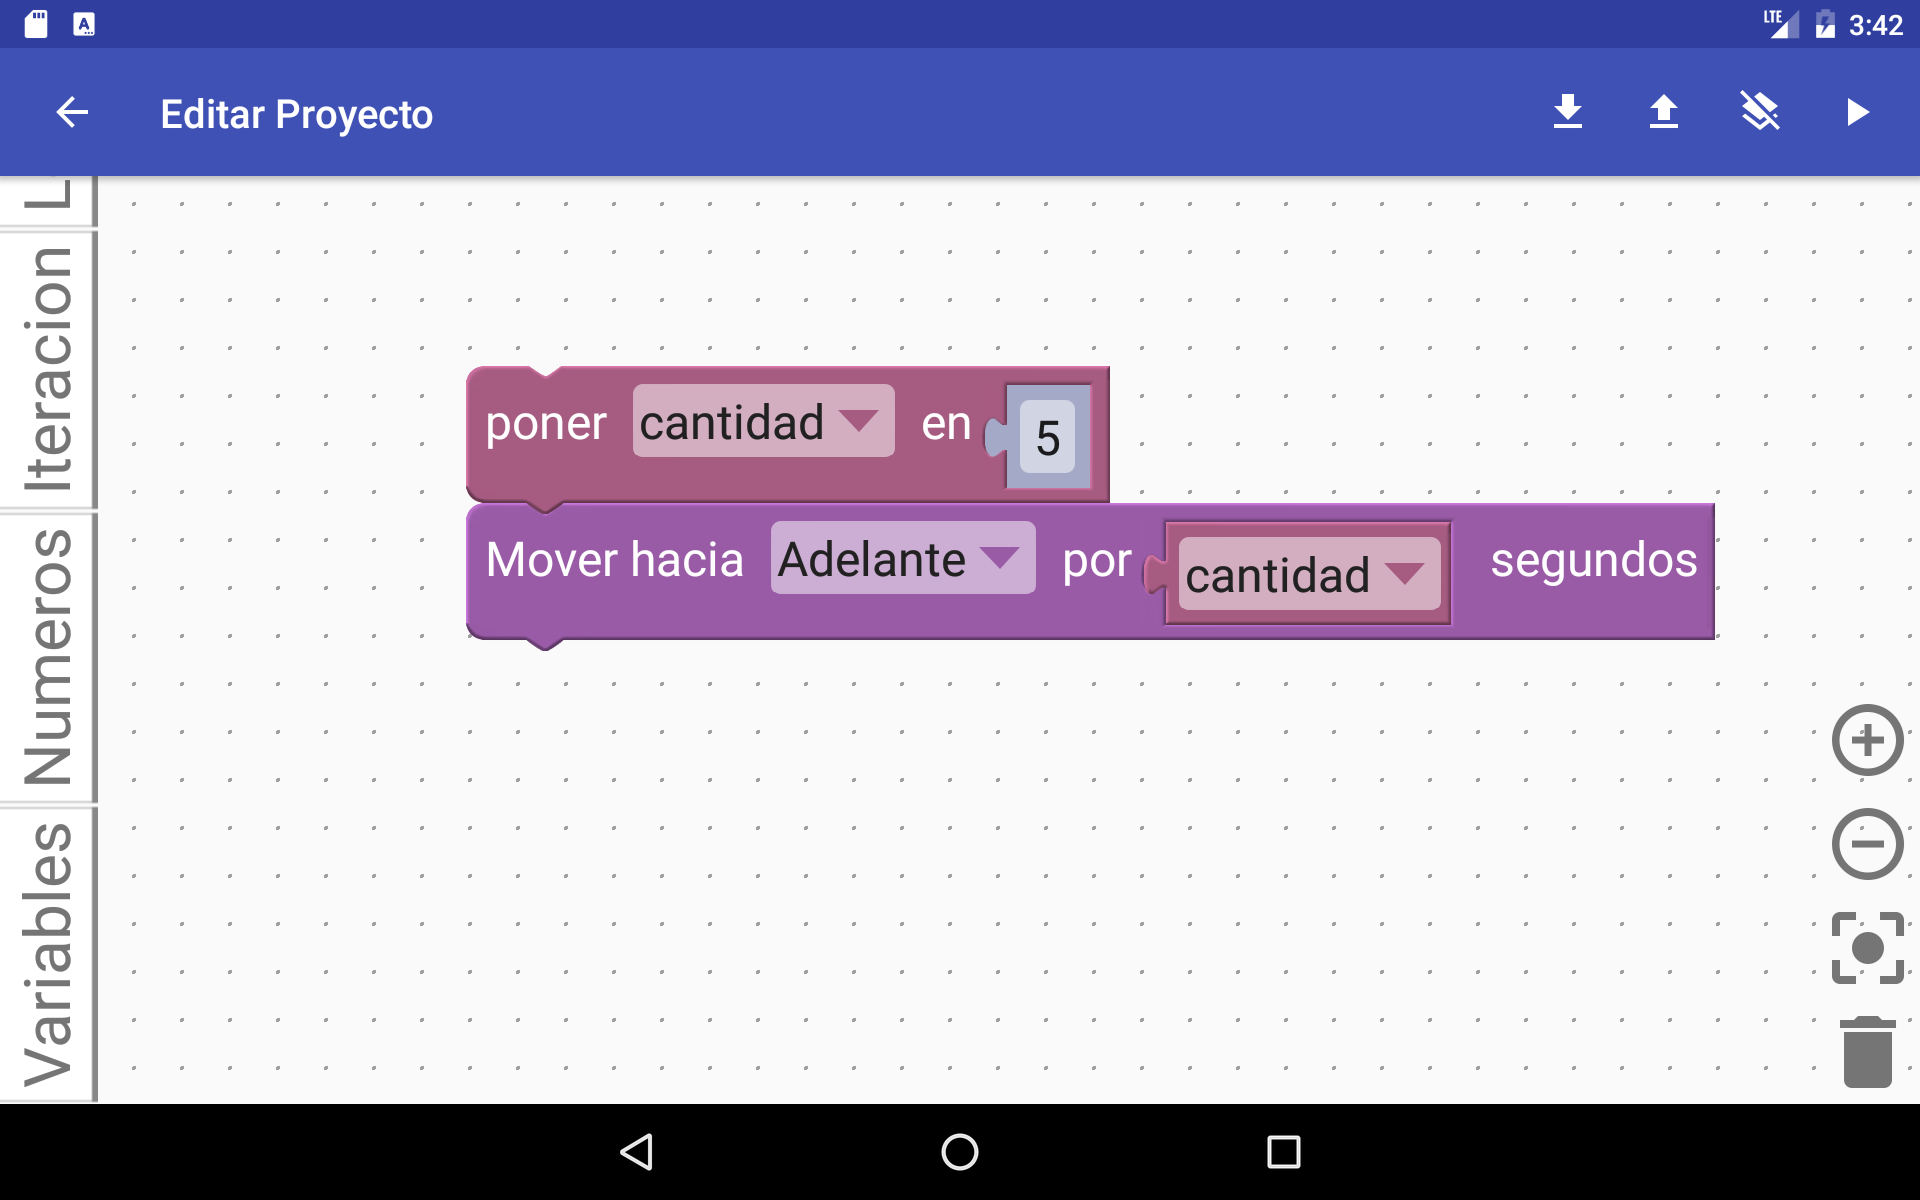 LTE 3:42
Editar Proyecto
L
Iteracion
Numeros
Variables
poner cantidad en 5
Mover hacia Adelante por cantidad segundos